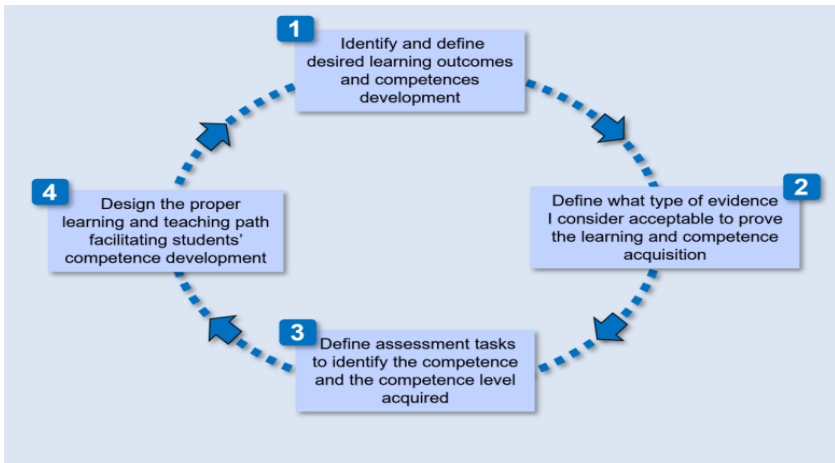 1
Identify and define
desired learning outcomes
and competences
development
2
Define what type of evidence
I consider acceptable to prove
the learning and competence
acquisition
3
Define assessment tasks
to identify the competence
and the competence level
acquired
4
Design the proper
learning and teaching path
facilitating students’
competence development